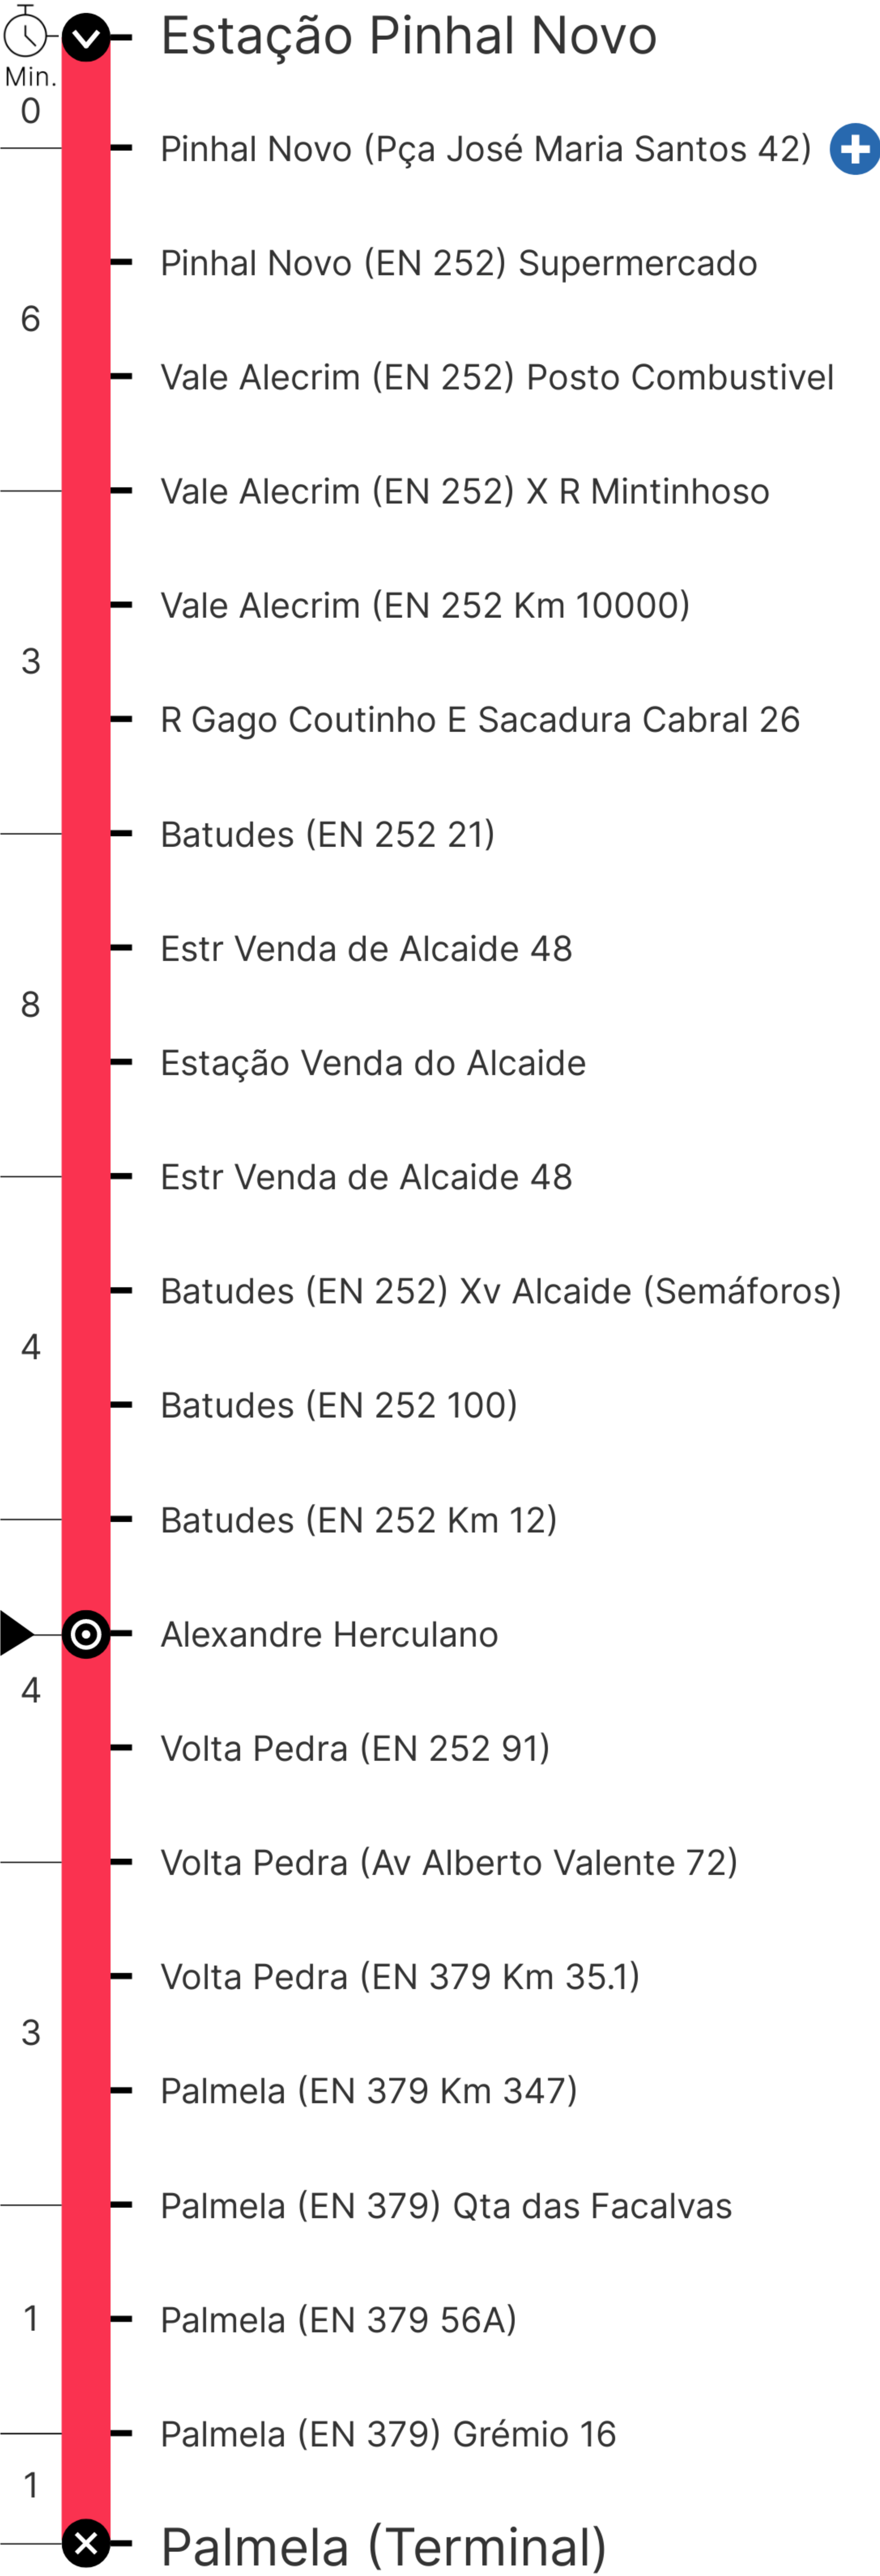 Estação Pinhal Novo
Min.
0
Pinhal Novo (Pça José Maria Santos 42)
Pinhal Novo (EN 252) Supermercado
6
Vale Alecrim (EN 252) Posto Combustivel
Vale Alecrim (EN 252) X R Mintinhoso
Vale Alecrim (EN 252 Km 10000)
3
R Gago Coutinho E Sacadura Cabral 26
Batudes (EN 252 21)
Estr Venda de Alcaide 48
8
Estação Venda do Alcaide
Estr Venda de Alcaide 48
Batudes (EN 252) Xv Alcaide (Semáforos)
4
Batudes (EN 252 100)
Batudes (EN 252 Km 12)
Alexandre Herculano
4
Volta Pedra (EN 252 91)
Volta Pedra (Av Alberto Valente 72)
Volta Pedra (EN 379 Km 35.1)
3
Palmela (EN 379 Km 347)
Palmela (EN 379) Qta das Facalvas
1
Palmela (EN 379 56A)
Palmela (EN 379) Grémio 16
1
Palmela (Terminal)